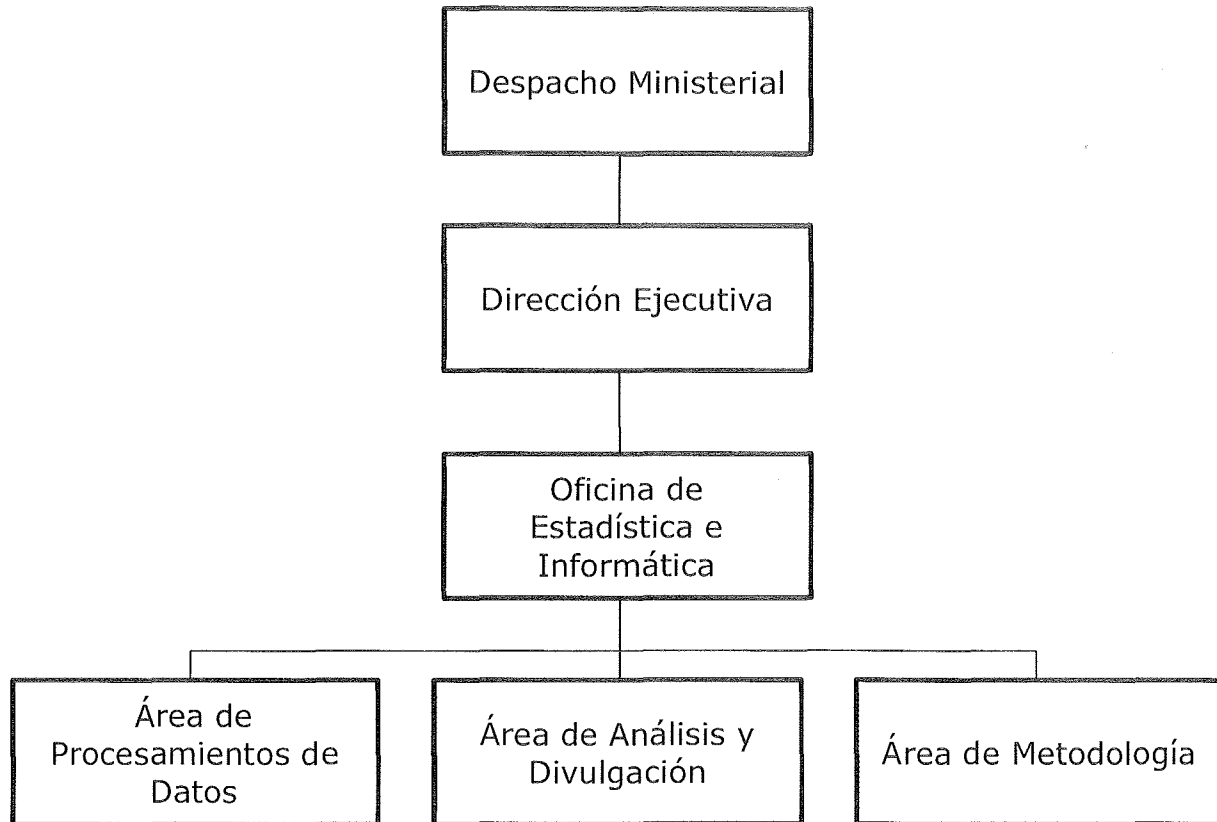 Despacho Ministerial
Dirección Ejecutiva
Oficina de
Estadística e
Informática
Área de
Procesamientos de
Datos
Área de Análisis y
Divulgación
Área de Metodología